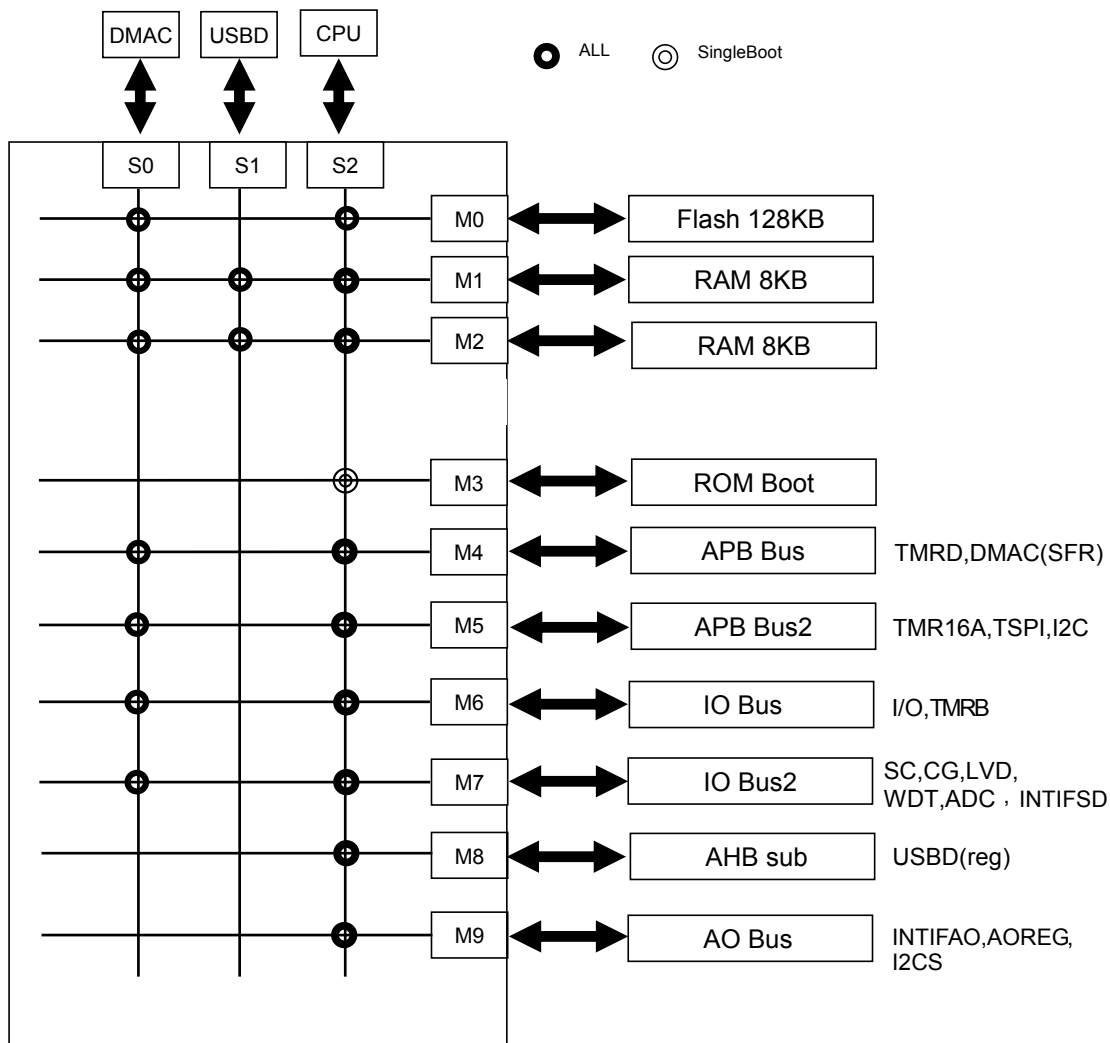 DMAC USBD CPU
ALL SingleBoot
S0 S1 S2
M0 Flash 128KB
M1 RAM 8KB
M2 RAM 8KB
M3 ROM Boot
M4 APB Bus TMRD,DMAC(SFR)
M5 APB Bus2 TMR16A,TSPI,I2C
M6 IO Bus I/O,TMRB
M7 IO Bus2 SC,CG,LVD,
WDT,ADC，INTIFSD
M8 AHB sub USBD(reg)
M9 AO Bus INTIFAO,AOREG,
I2CS